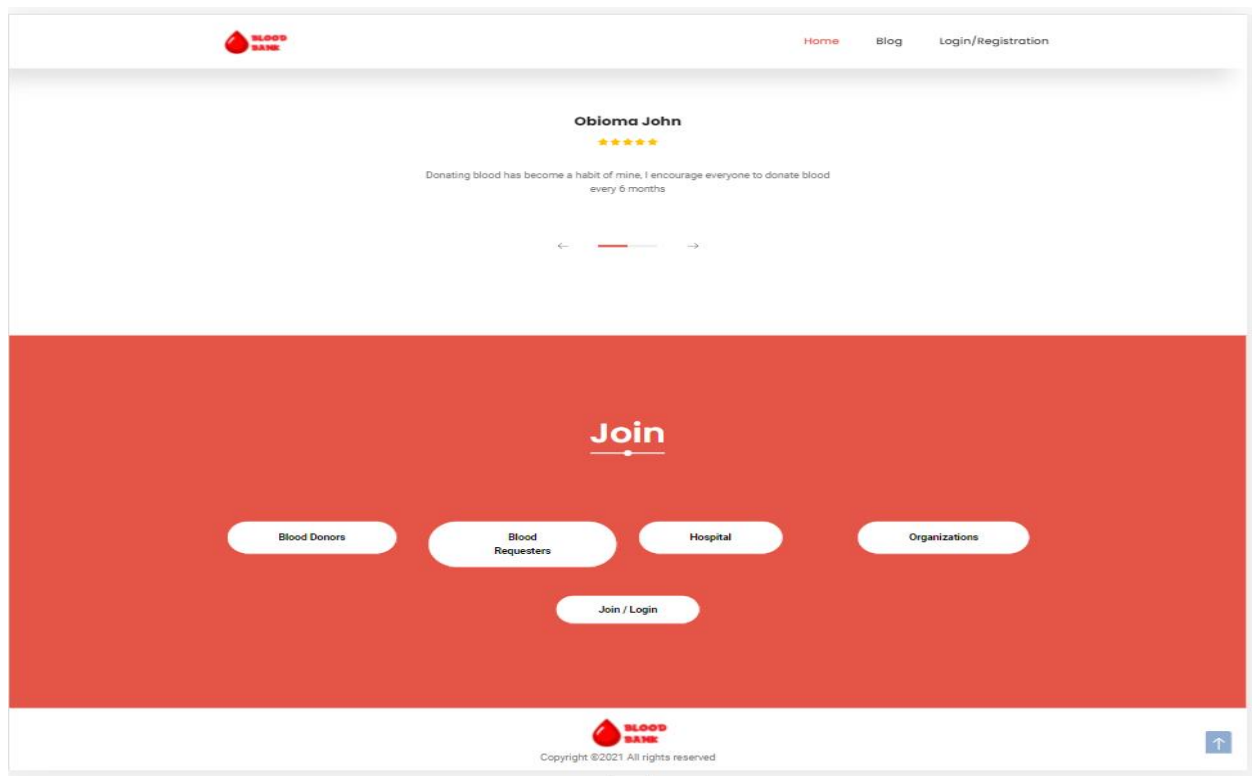 BLOOD
BANK
Home Blog Login/Registration
Obioma John
Donating blood has become a habit of mine, I encourage everyone to donate blood
every 6 months
Join
Blood Donors
Blood
Requesters
Hospital
Organizations
Join / Login
BLOOD
BANK
Copyright ©2021 All rights reserved